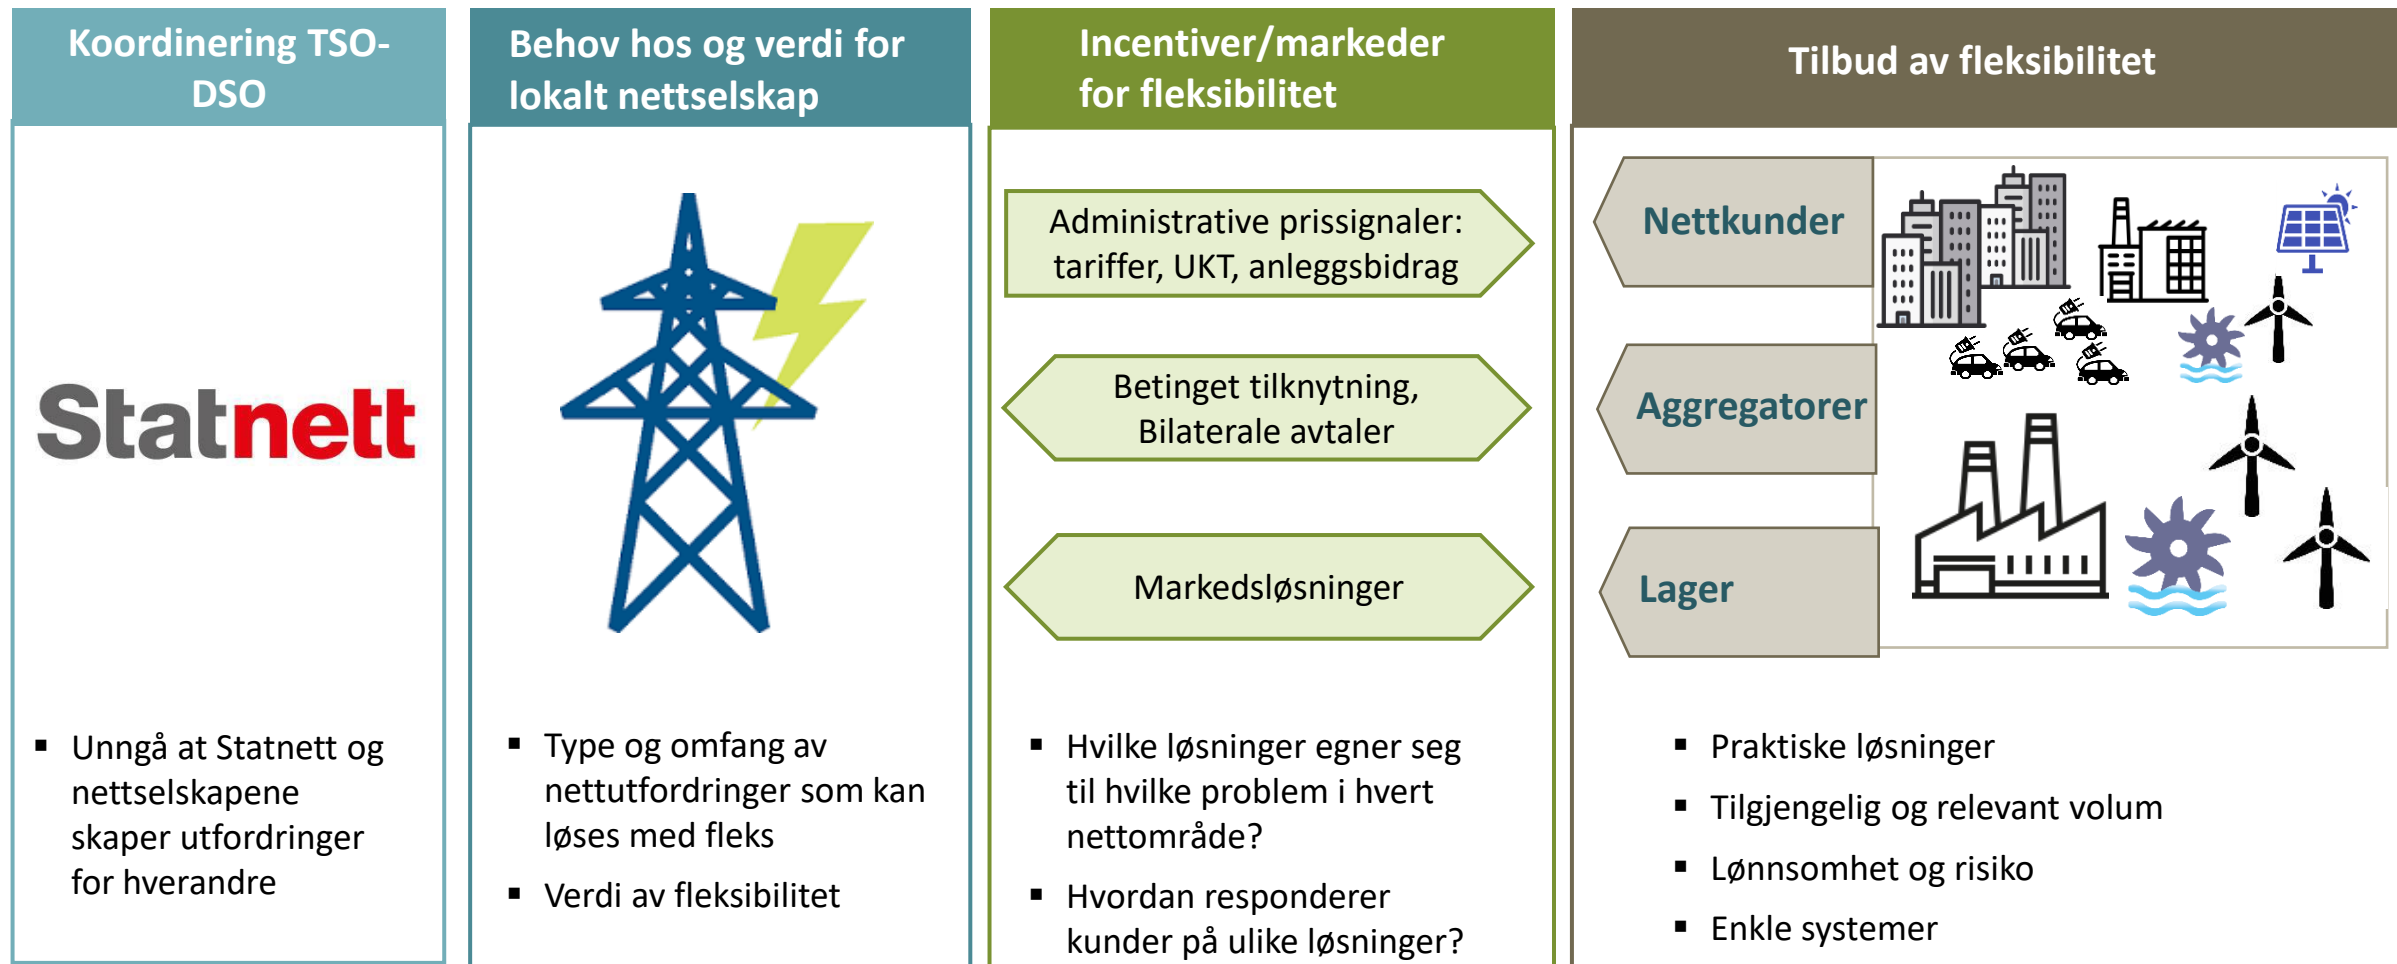 Koordinering TSO-
DSO
Statnett
▪ Unngå at Statnett og
nettselskapene
skaper utfordringer
for hverandre
Behov hos og verdi for
lokalt nettselskap
▪ Type og omfang av
nettutfordringer som kan
løses med fleks
▪ Verdi av fleksibilitet
Incentiver/markeder
for fleksibilitet
Administrative prissignaler:
tariffer, UKT, anleggsbidrag
Betinget tilknytning,
Bilaterale avtaler
Markedsløsninger
▪ Hvilke løsninger egner seg
til hvilke problem i hvert
nettområde?
▪ Hvordan responderer
kunder på ulike løsninger?
Tilbud av fleksibilitet
Nettkunder
Aggregatorer
Lager
▪ Praktiske løsninger
▪ Tilgjengelig og relevant volum
▪ Lønnsomhet og risiko
▪ Enkle systemer